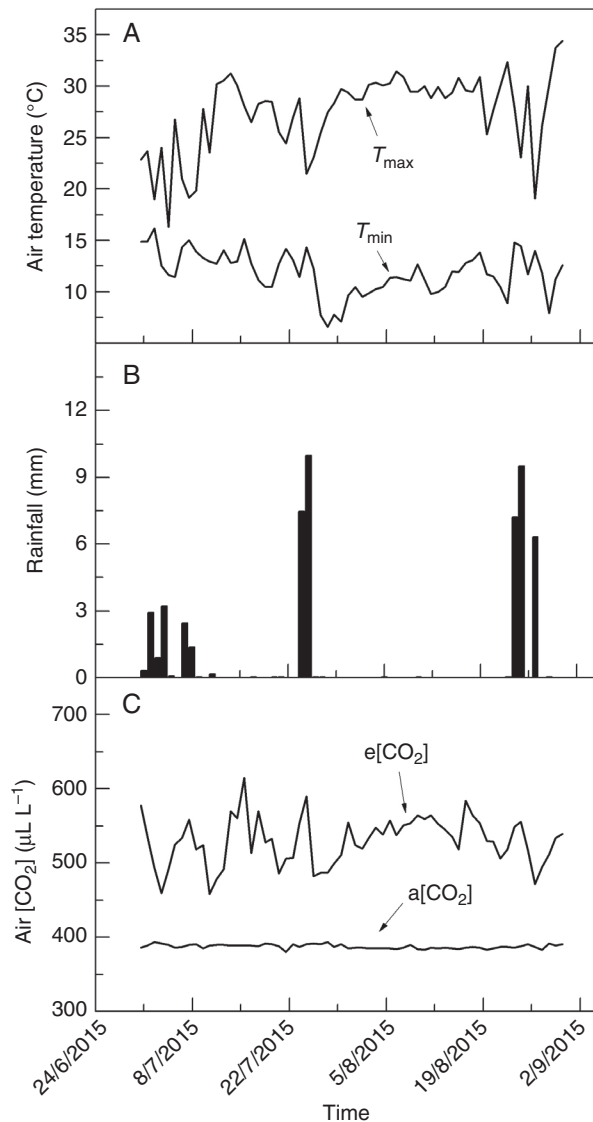 A
35
30
25
20
15
10
Air temperature (°C)
T_max
T_min
B
12
9
6
3
0
Rainfall (mm)
C
700
600
500
400
300
Air [CO₂] (µL L⁻¹)
e[CO₂]
a[CO₂]
24/6/2015
8/7/2015
22/7/2015
5/8/2015
19/8/2015
2/9/2015
Time